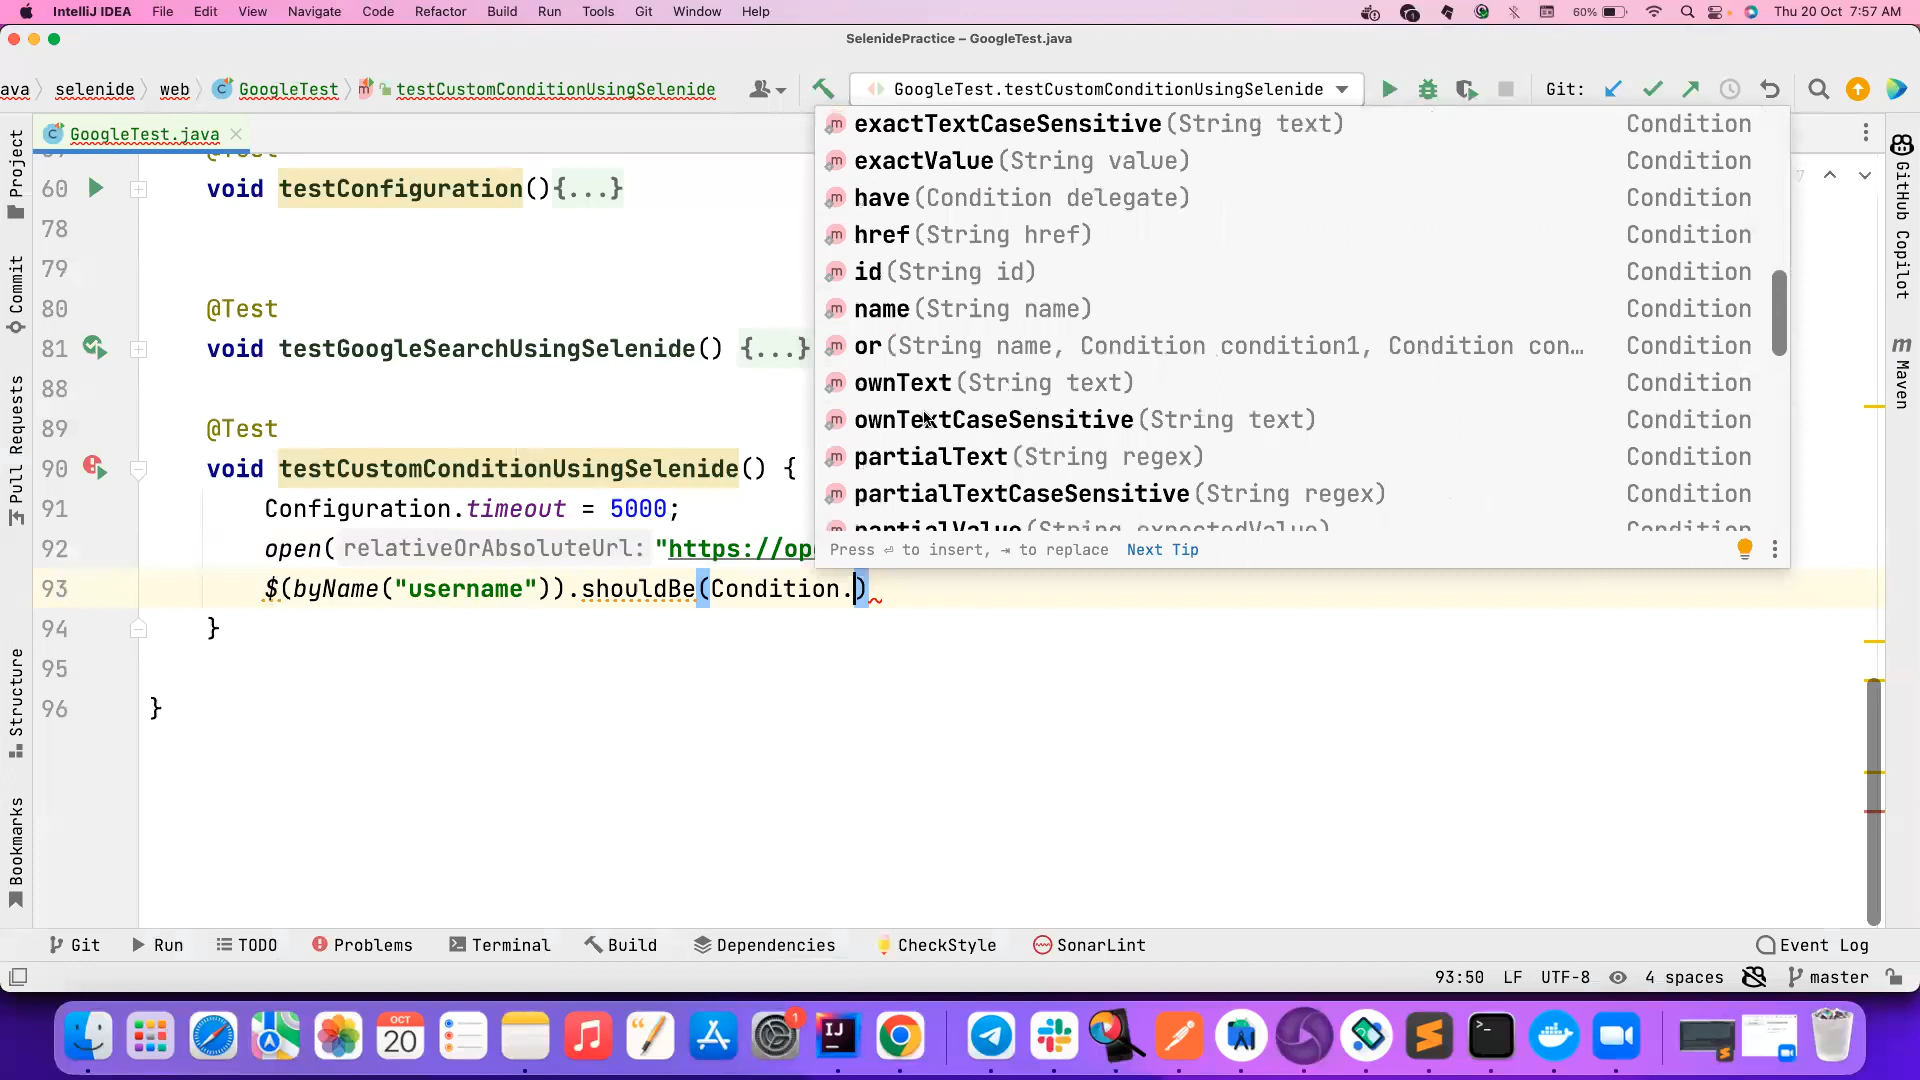 IntelliJ IDEA File Edit View Navigate Code Refactor Build Run Tools Git Window Help 60% Thu 20 Oct 7:57 AM
SelenidePractice – GoogleTest.java
ava selenide web GoogleTest testCustomConditionUsingSelenide GoogleTest.testCustomConditionUsingSelenide Git:
GoogleTest.java
exactTextCaseSensitive(String text) Condition
exactValue(String value) Condition
have(Condition delegate) Condition
href(String href) Condition
id(String id) Condition
name(String name) Condition
or(String name, Condition condition1, Condition con… Condition
ownText(String text) Condition
ownTextCaseSensitive(String text) Condition
partialText(String regex) Condition
partialTextCaseSensitive(String regex) Condition
partialValue(String expectedValue) Condition
Press ⏎ to insert, ⇥ to replace Next Tip
@Test
60 void testConfiguration(){...}
78
79
80 @Test
81 void testGoogleSearchUsingSelenide() {...}
88
89 @Test
90 void testCustomConditionUsingSelenide() {
91 Configuration.timeout = 5000;
92 open( relativeOrAbsoluteUrl: "https://op
93 $(byName("username")).shouldBe(Condition.)
94 }
95
96 }
Project
Commit
Pull Requests
Structure
Bookmarks
GitHub Copilot
m Maven
Git Run TODO Problems Terminal Build Dependencies CheckStyle SonarLint Event Log
93:50 LF UTF-8 4 spaces master
OCT
20
1
IJ